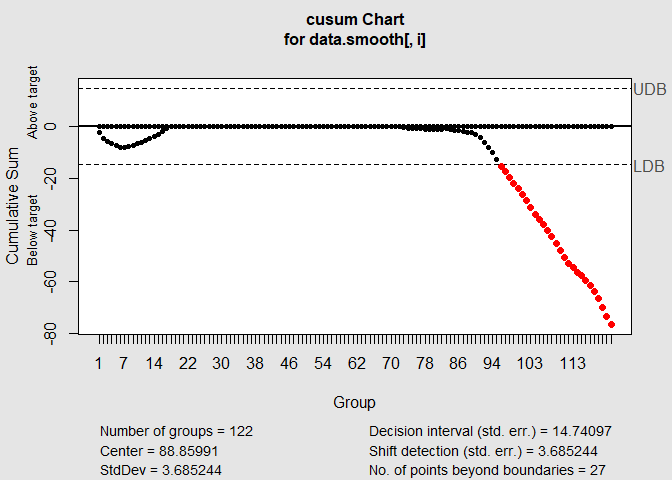 cusum Chart
for data.smooth[, i]
Cumulative Sum
Above target
Below target
0
-20
-40
-60
-80
UDB
LDB
1 7 14 22 30 38 46 54 62 70 78 86 94 103 113
Group
Number of groups = 122
Center = 88.85991
StdDev = 3.685244
Decision interval (std. err.) = 14.74097
Shift detection (std. err.) = 3.685244
No. of points beyond boundaries = 27